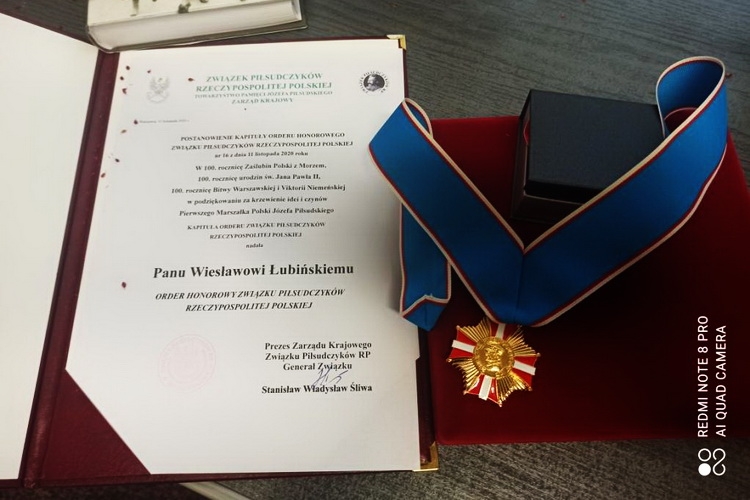 ZWIĄZEK PIŁSUDCZYKÓW
RZECZYPOSPOLITEJ POLSKIEJ
TOWARZYSTWO PAMIĘCI JÓZEFA PIŁSUDSKIEGO
ZARZĄD KRAJOWY
POSTANOWIENIE KAPITUŁY ORDERU HONOROWEGO
ZWIĄZKU PIŁSUDCZYKÓW RZECZYPOSPOLITEJ POLSKIEJ
nr 16 z dnia 11 listopada 2020 roku
W 100. rocznicę Zaślubin Polski z Morzem,
100. rocznicę urodzin św. Jana Pawła II,
100. rocznicę Bitwy Warszawskiej i Viktorii Niemeńskiej
w podziękowaniu za krzewienie idei i czynów
Pierwszego Marszałka Polski Józefa Piłsudskiego
KAPITUŁA ORDERU ZWIĄZKU PIŁSUDCZYKÓW
RZECZYPOSPOLITEJ POLSKIEJ
nadała
Panu Wiesławowi Łubińskiemu
ORDER HONOROWY ZWIĄZKU PIŁSUDCZYKÓW
RZECZYPOSPOLITEJ POLSKIEJ
Prezes Zarządu Krajowego
Związku Piłsudczyków RP
Generał Związku
Stanisław Władysław Śliwa
REDMI NOTE 8 PRO
AI QUAD CAMERA